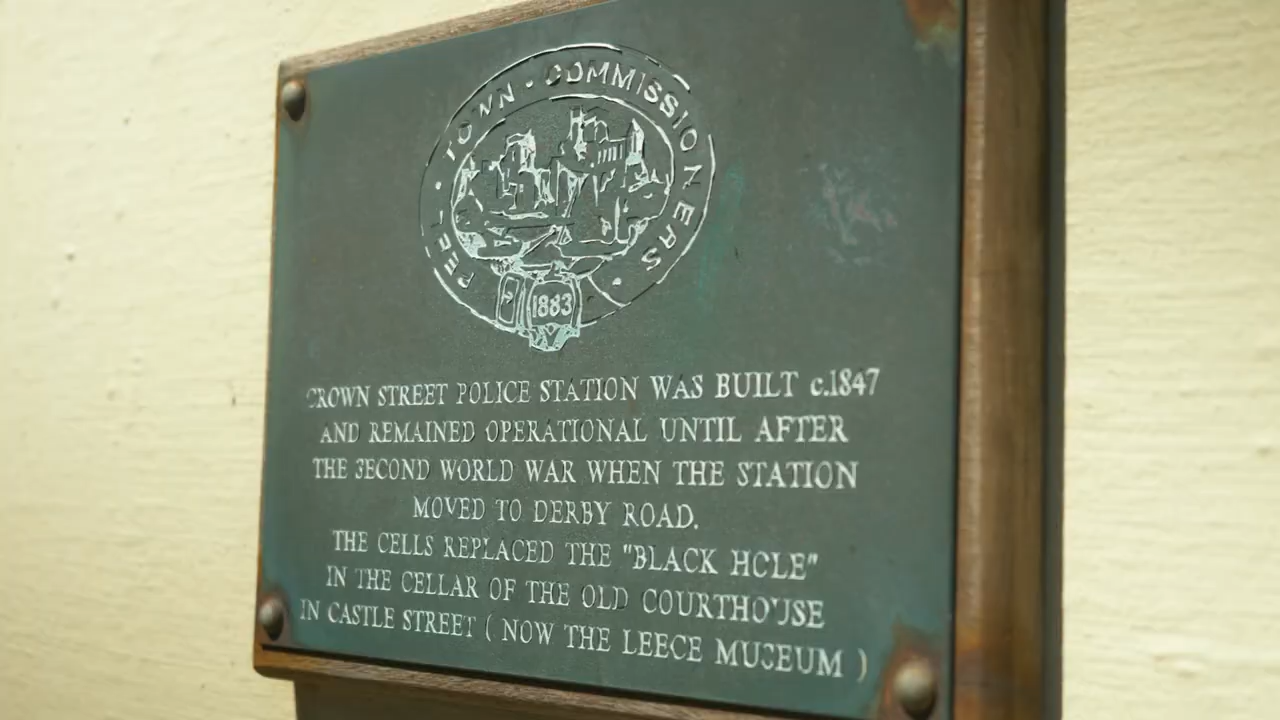 PEEL · TOWN · COMMISSIONERS ·
1883
CROWN STREET POLICE STATION WAS BUILT c.1847
AND REMAINED OPERATIONAL UNTIL AFTER
THE SECOND WORLD WAR WHEN THE STATION
MOVED TO DERBY ROAD.
THE CELLS REPLACED THE "BLACK HOLE"
IN THE CELLAR OF THE OLD COURTHOUSE
IN CASTLE STREET ( NOW THE LEECE MUSEUM )